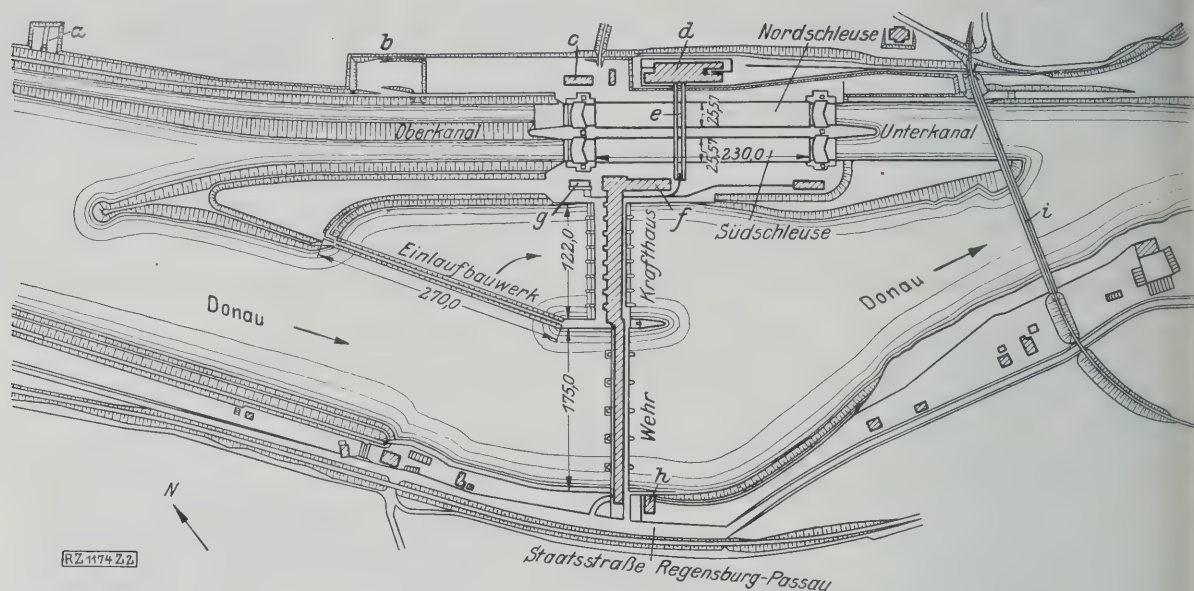 a
b
c
d
Nordschleuse
e
25,57
Oberkanal
Unterkanal
25,57
230,0
g
f
Südschleuse
i
122,0
Krafthaus
Einlaufbauwerk
270,0
Donau
Donau
175,0
Wehr
h
N
RZ 1174 Z2
Staatsstraße Regensburg-Passau